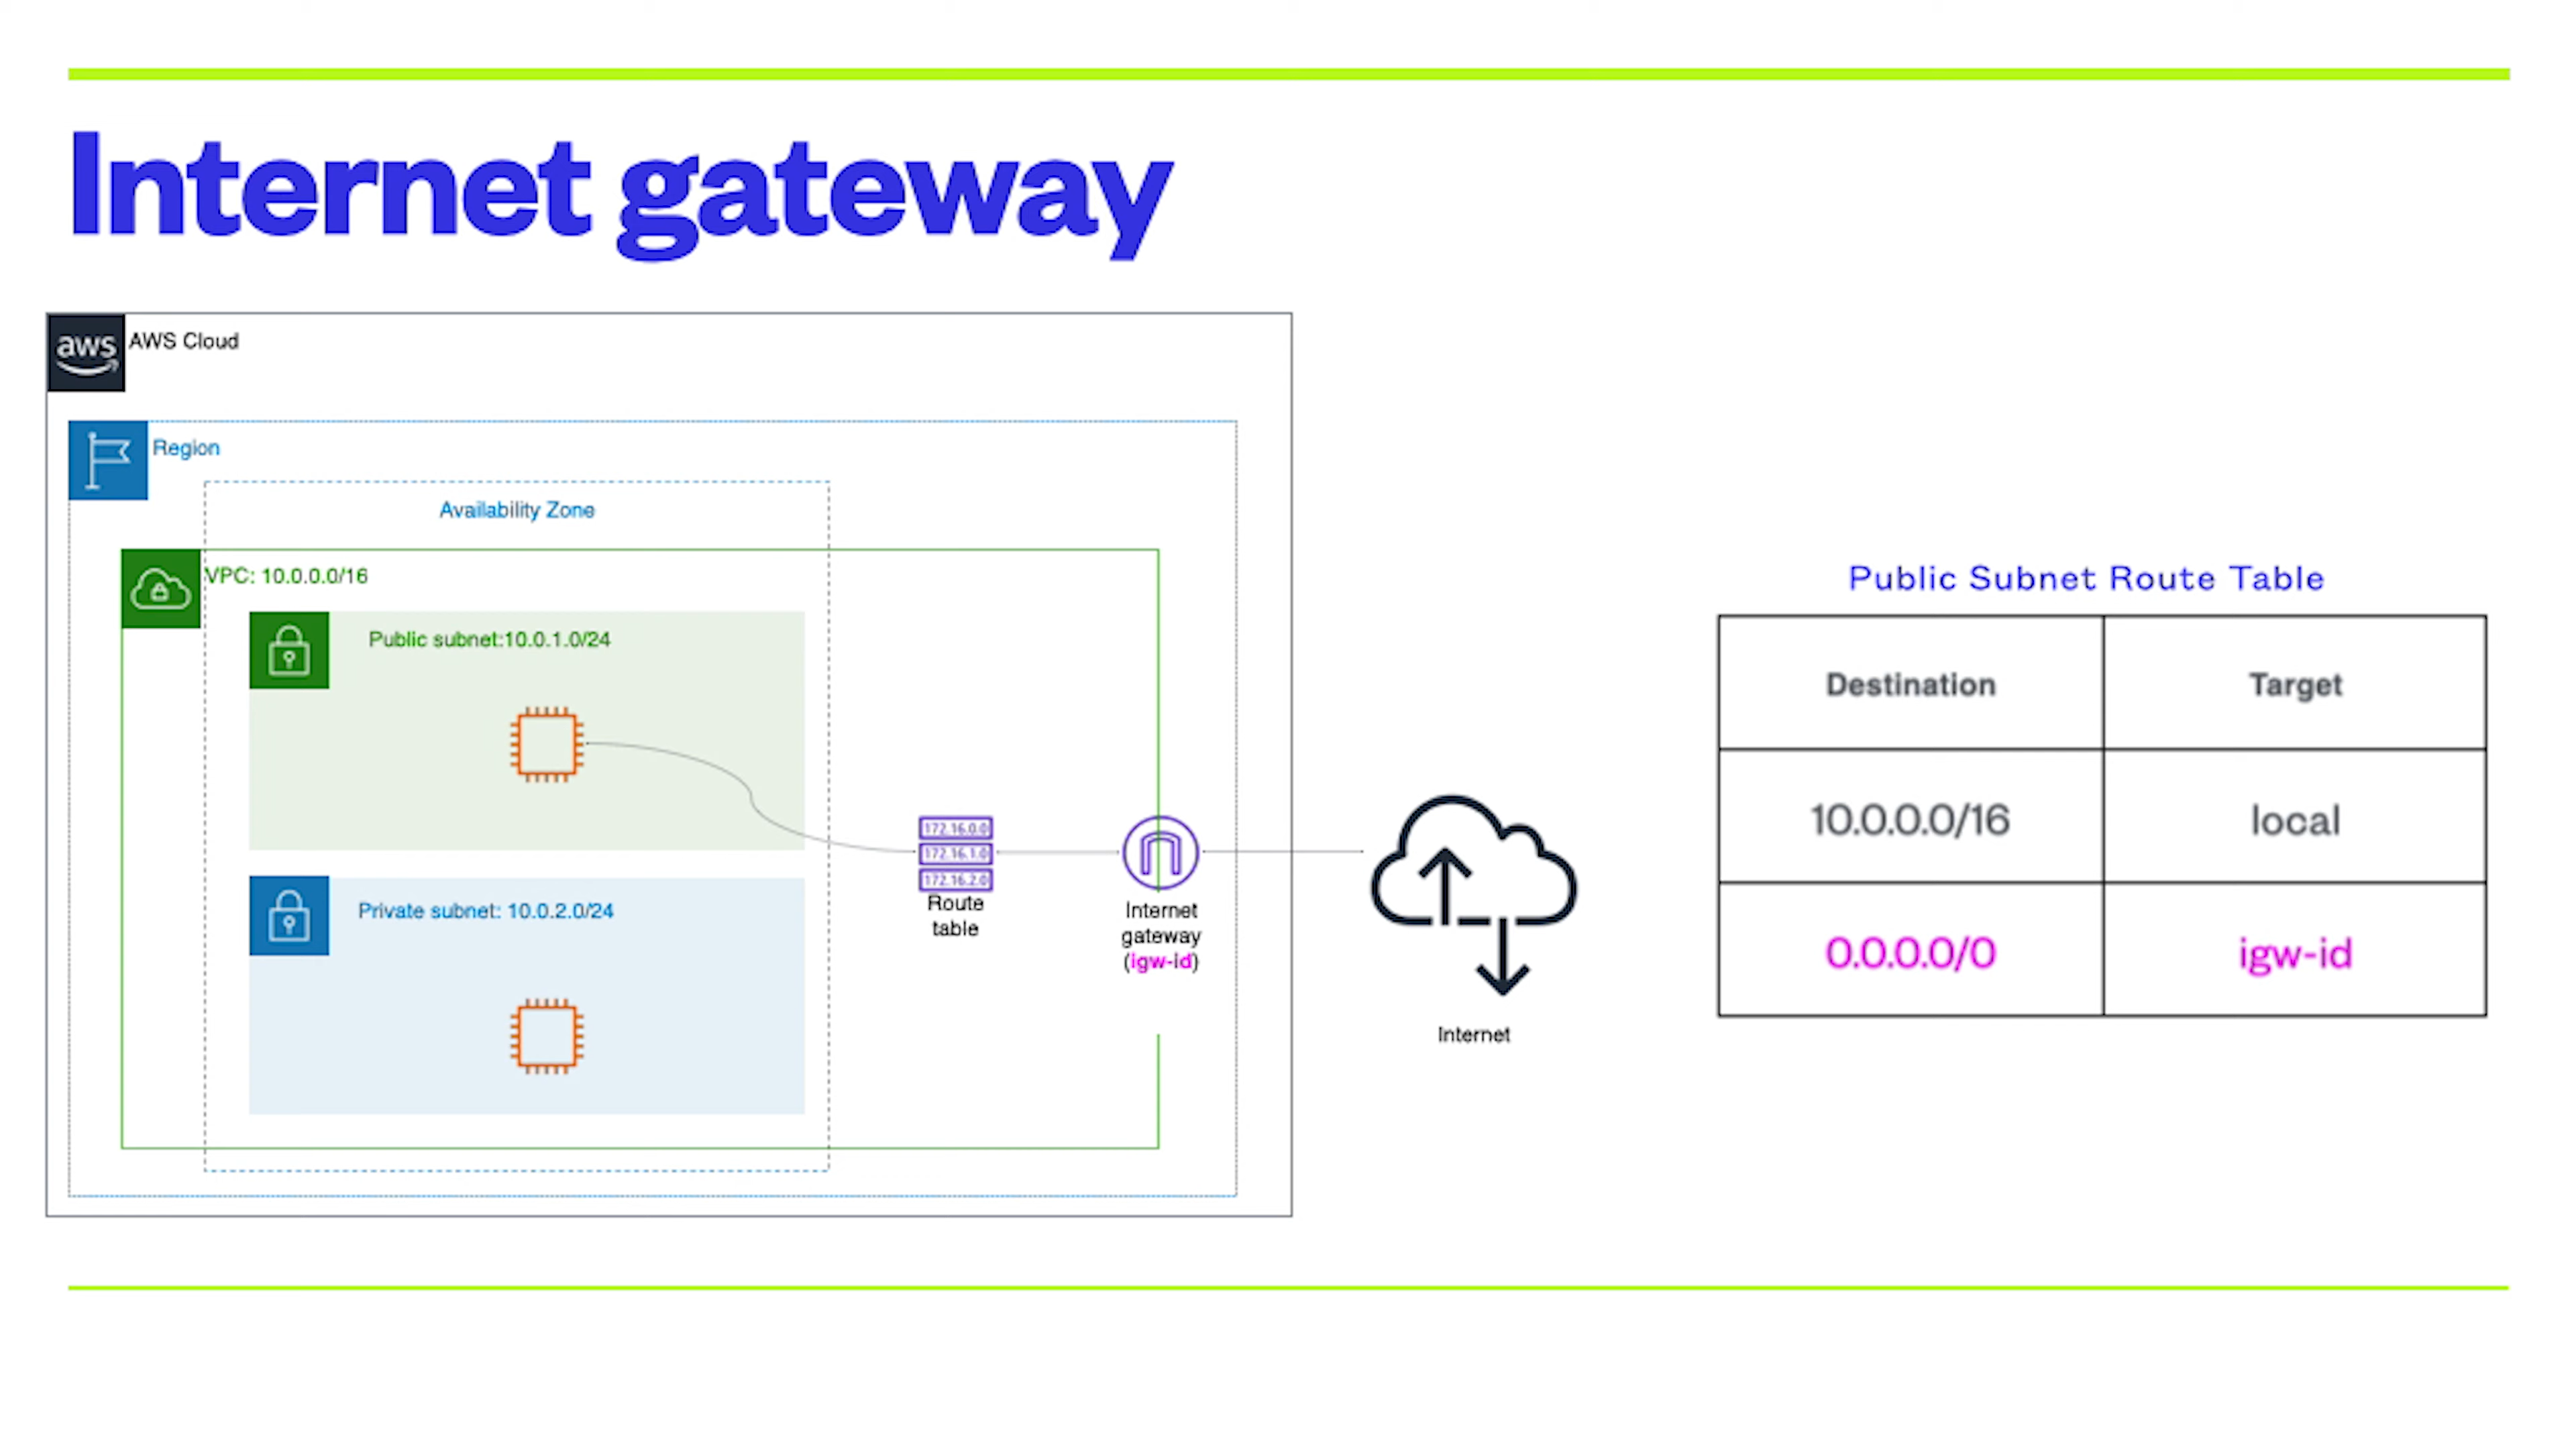 Internet gateway
aws
AWS Cloud
Region
Availability Zone
VPC: 10.0.0.0/16
Public subnet:10.0.1.0/24
Private subnet: 10.0.2.0/24
172.16.0.0
172.16.1.0
172.16.2.0
Route
table
Internet
gateway
(igw-id)
Internet
Public Subnet Route Table
Destination Target
10.0.0.0/16 local
0.0.0.0/0 igw-id